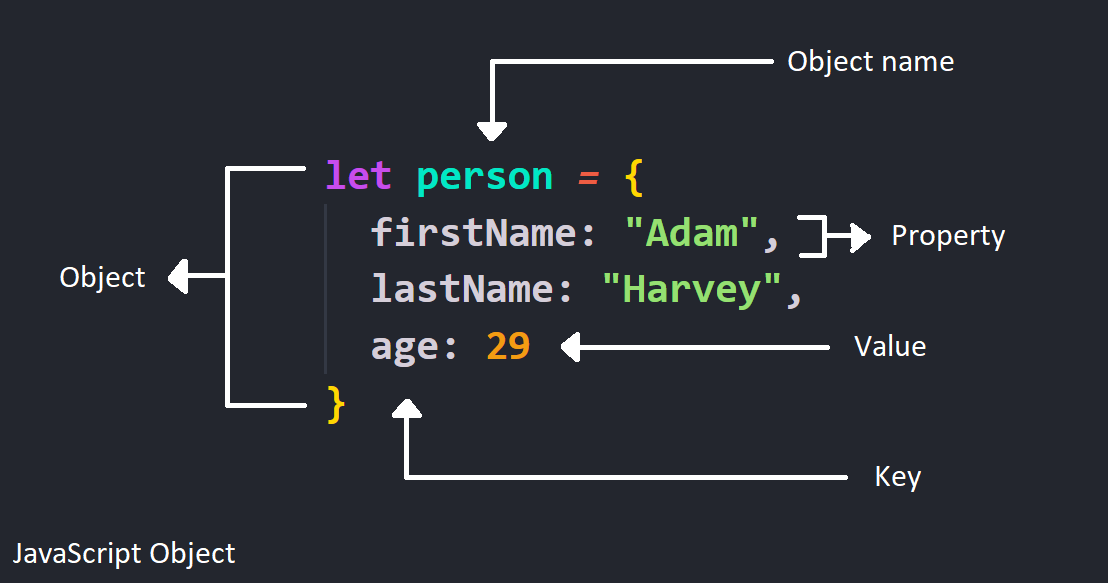 Object name
let person = {
firstName: "Adam",
Property
Object
lastName: "Harvey",
age: 29
Value
}
Key
JavaScript Object